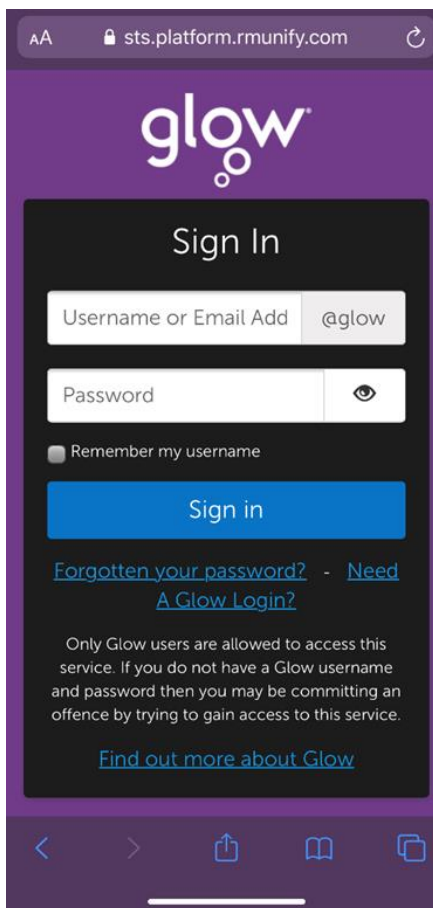 AA sts.platform.rmunify.com
glow
Sign In
Username or Email Add @glow
Password
Remember my username
Sign in
Forgotten your password? - Need
A Glow Login?
Only Glow users are allowed to access this
service. If you do not have a Glow username
and password then you may be committing an
offence by trying to gain access to this service.
Find out more about Glow